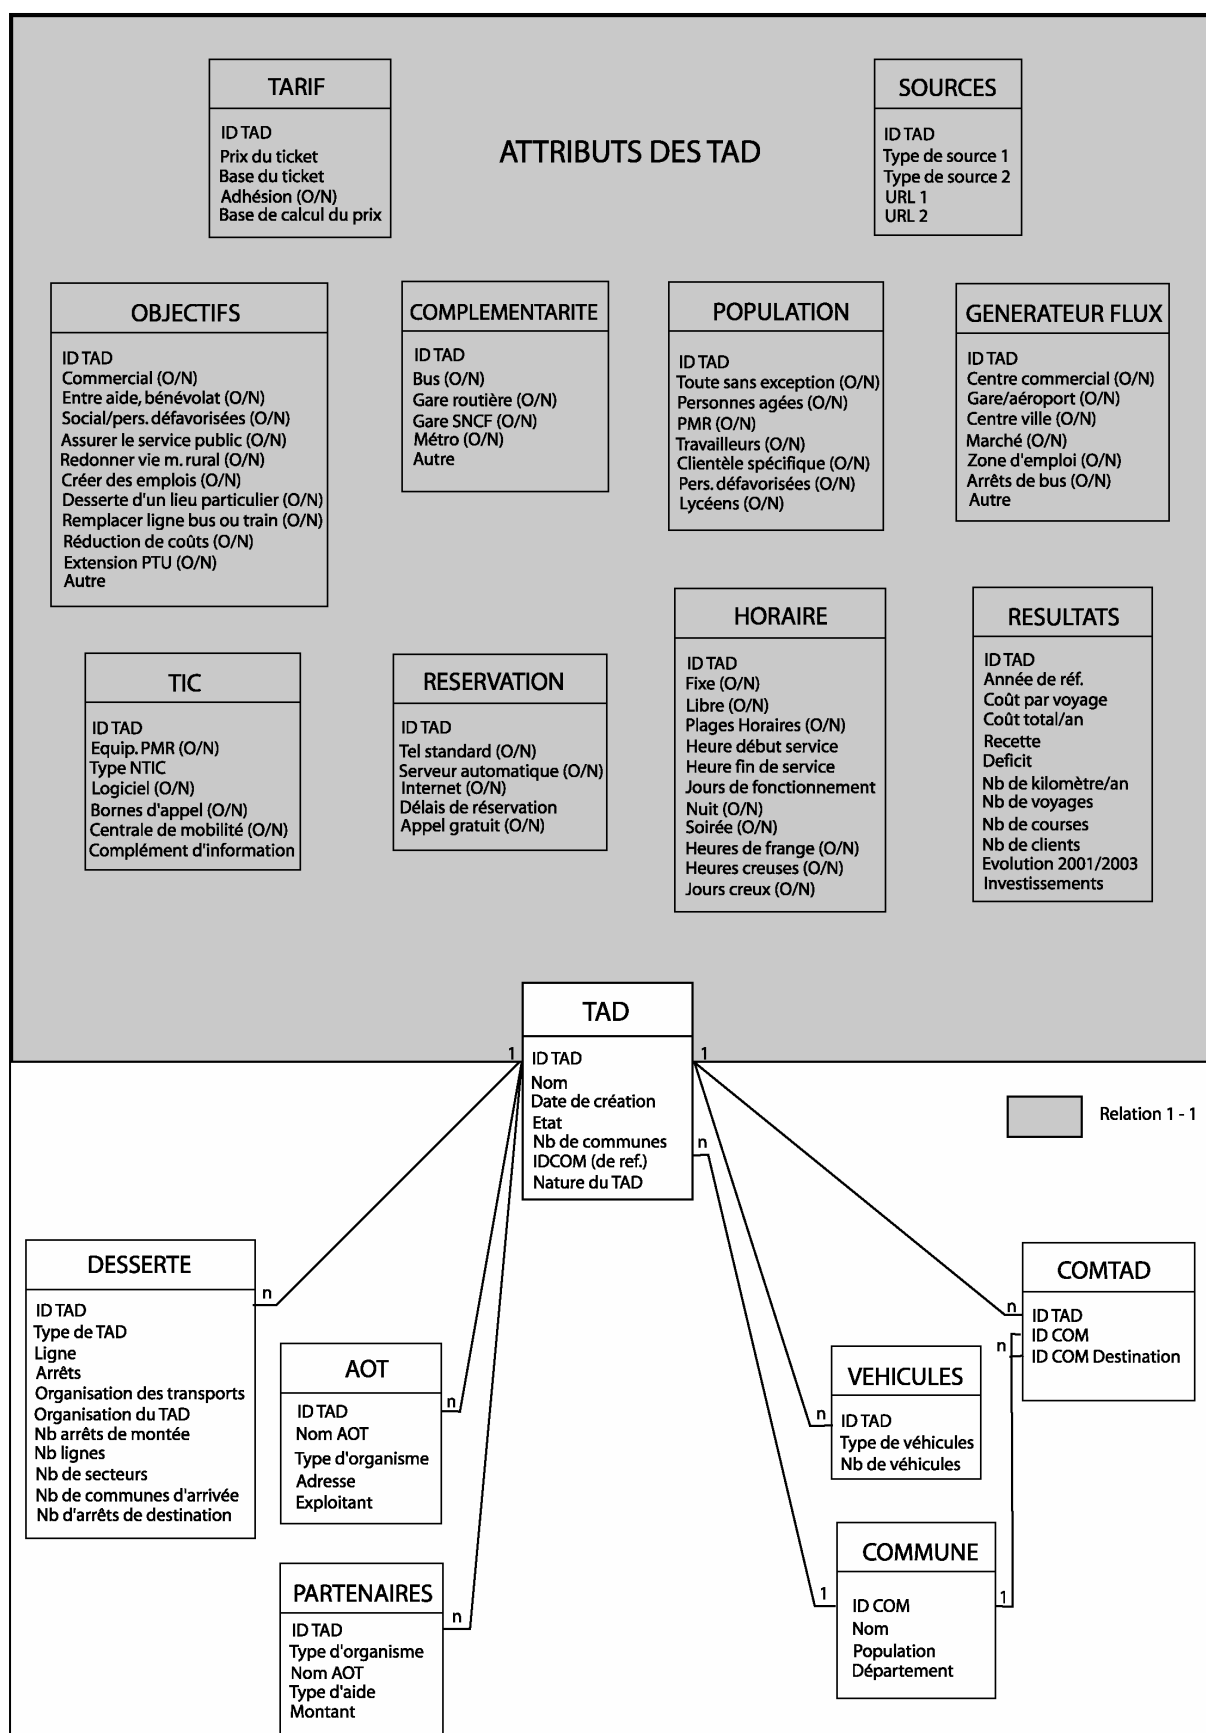 TARIF
ID TAD
Prix du ticket
Base du ticket
Adhésion (O/N)
Base de calcul du prix
ATTRIBUTS DES TAD
SOURCES
ID TAD
Type de source 1
Type de source 2
URL 1
URL 2
OBJECTIFS
ID TAD
Commercial (O/N)
Entre aide, bénévolat (O/N)
Social/pers. défavorisées (O/N)
Assurer le service public (O/N)
Redonner vie m. rural (O/N)
Créer des emplois (O/N)
Desserte d'un lieu particulier (O/N)
Remplacer ligne bus ou train (O/N)
Réduction de coûts (O/N)
Extension PTU (O/N)
Autre
COMPLEMENTARITE
ID TAD
Bus (O/N)
Gare routière (O/N)
Gare SNCF (O/N)
Métro (O/N)
Autre
POPULATION
ID TAD
Toute sans exception (O/N)
Personnes agées (O/N)
PMR (O/N)
Travailleurs (O/N)
Clientèle spécifique (O/N)
Pers. défavorisées (O/N)
Lycéens (O/N)
GENERATEUR FLUX
ID TAD
Centre commercial (O/N)
Gare/aéroport (O/N)
Centre ville (O/N)
Marché (O/N)
Zone d'emploi (O/N)
Arrêts de bus (O/N)
Autre
TIC
ID TAD
Equip. PMR (O/N)
Type NTIC
Logiciel (O/N)
Bornes d'appel (O/N)
Centrale de mobilité (O/N)
Complément d'information
RESERVATION
ID TAD
Tel standard (O/N)
Serveur automatique (O/N)
Internet (O/N)
Délais de réservation
Appel gratuit (O/N)
HORAIRE
ID TAD
Fixe (O/N)
Libre (O/N)
Plages Horaires (O/N)
Heure début service
Heure fin de service
Jours de fonctionnement
Nuit (O/N)
Soirée (O/N)
Heures de frange (O/N)
Heures creuses (O/N)
Jours creux (O/N)
RESULTATS
ID TAD
Année de réf.
Coût par voyage
Coût total/an
Recette
Deficit
Nb de kilomètre/an
Nb de voyages
Nb de courses
Nb de clients
Evolution 2001/2003
Investissements
TAD
ID TAD
Nom
Date de création
Etat
Nb de communes
IDCOM (de ref.)
Nature du TAD
1
1
n
Relation 1 - 1
DESSERTE
ID TAD
Type de TAD
Ligne
Arrêts
Organisation des transports
Organisation du TAD
Nb arrêts de montée
Nb lignes
Nb de secteurs
Nb de communes d'arrivée
Nb d'arrêts de destination
n
AOT
ID TAD
Nom AOT
Type d'organisme
Adresse
Exploitant
n
PARTENAIRES
ID TAD
Type d'organisme
Nom AOT
Type d'aide
Montant
n
COMTAD
ID TAD
ID COM
ID COM Destination
n
n
VEHICULES
ID TAD
Type de véhicules
Nb de véhicules
n
COMMUNE
ID COM
Nom
Population
Département
1
1